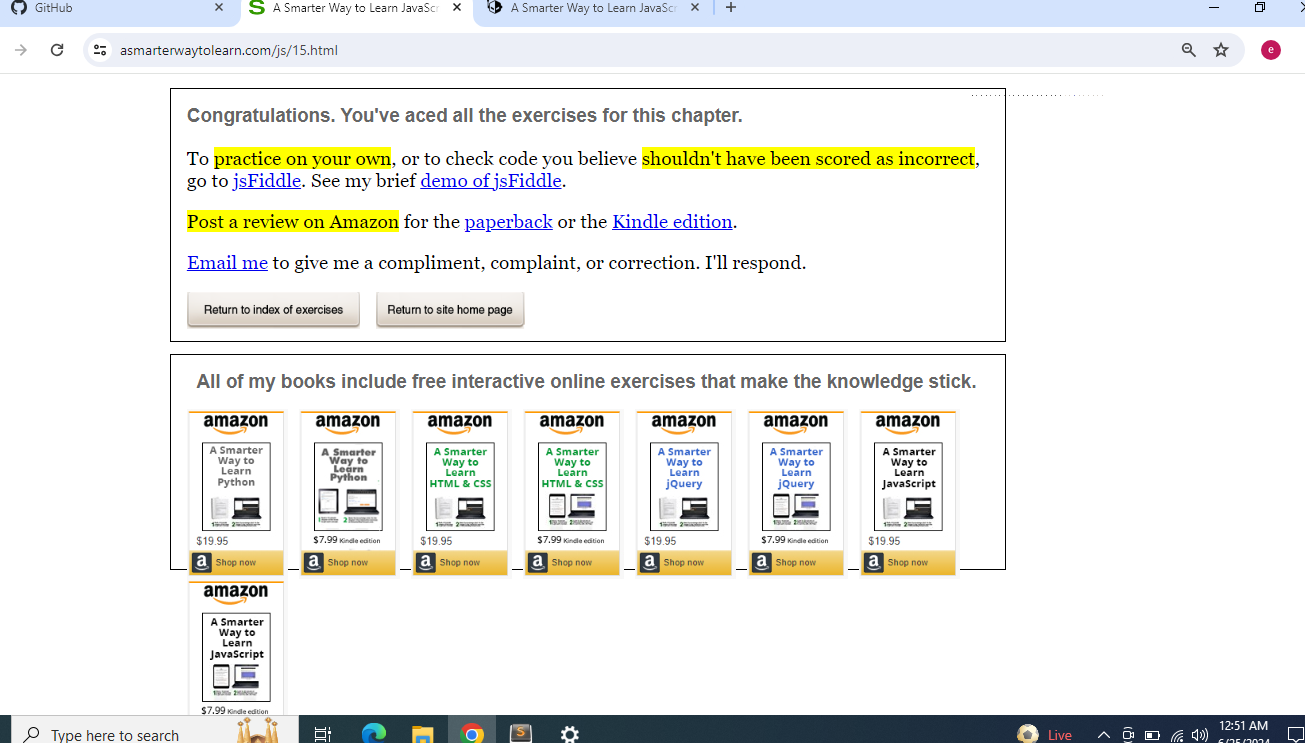 GitHub
A Smarter Way to Learn JavaScr
A Smarter Way to Learn JavaScr
asmarterwaytolearn.com/js/15.html
e
Congratulations. You've aced all the exercises for this chapter.
To practice on your own, or to check code you believe shouldn't have been scored as incorrect,
go to jsFiddle. See my brief demo of jsFiddle.
Post a review on Amazon for the paperback or the Kindle edition.
Email me to give me a compliment, complaint, or correction. I'll respond.
Return to index of exercises
Return to site home page
All of my books include free interactive online exercises that make the knowledge stick.
amazon
A Smarter
Way to
Learn
Python
$19.95
Shop now
amazon
A Smarter
Way to
Learn
Python
$7.99 Kindle edition
Shop now
amazon
A Smarter
Way to
Learn
HTML & CSS
$19.95
Shop now
amazon
A Smarter
Way to
Learn
HTML & CSS
$7.99 Kindle edition
Shop now
amazon
A Smarter
Way to
Learn
jQuery
$19.95
Shop now
amazon
A Smarter
Way to
Learn
jQuery
$7.99 Kindle edition
Shop now
amazon
A Smarter
Way to
Learn
JavaScript
$19.95
Shop now
amazon
A Smarter
Way to
Learn
JavaScript
$7.99 Kindle edition
Type here to search
Live
12:51 AM
6/25/2024